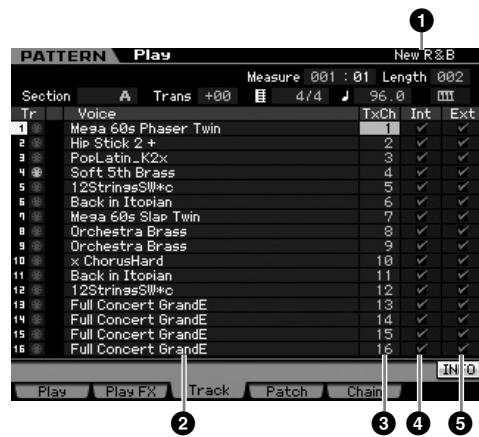 1
PATTERN Play New R&B
Measure 001 : 01 Length 002
Section A Trans +00 4/4 96.0
Tr Voice TxCh Int Ext
1 Mega 60s Phaser Twin 1
2 Hip Stick 2 + 2
3 PopLatin_K2x 3
4 Soft 5th Brass 4
5 12StringsSW*c 5
6 Back in Itopian 6
7 Mega 60s Slap Twin 7
8 Orchestra Brass 8
9 Orchestra Brass 9
10 x ChorusHard 10
11 Back in Itopian 11
12 12StringsSW*c 12
13 Full Concert GrandE 13
14 Full Concert GrandE 14
15 Full Concert GrandE 15
16 Full Concert GrandE 16
INFO
Play Play FX Track Patch Chain
2 3 4 5